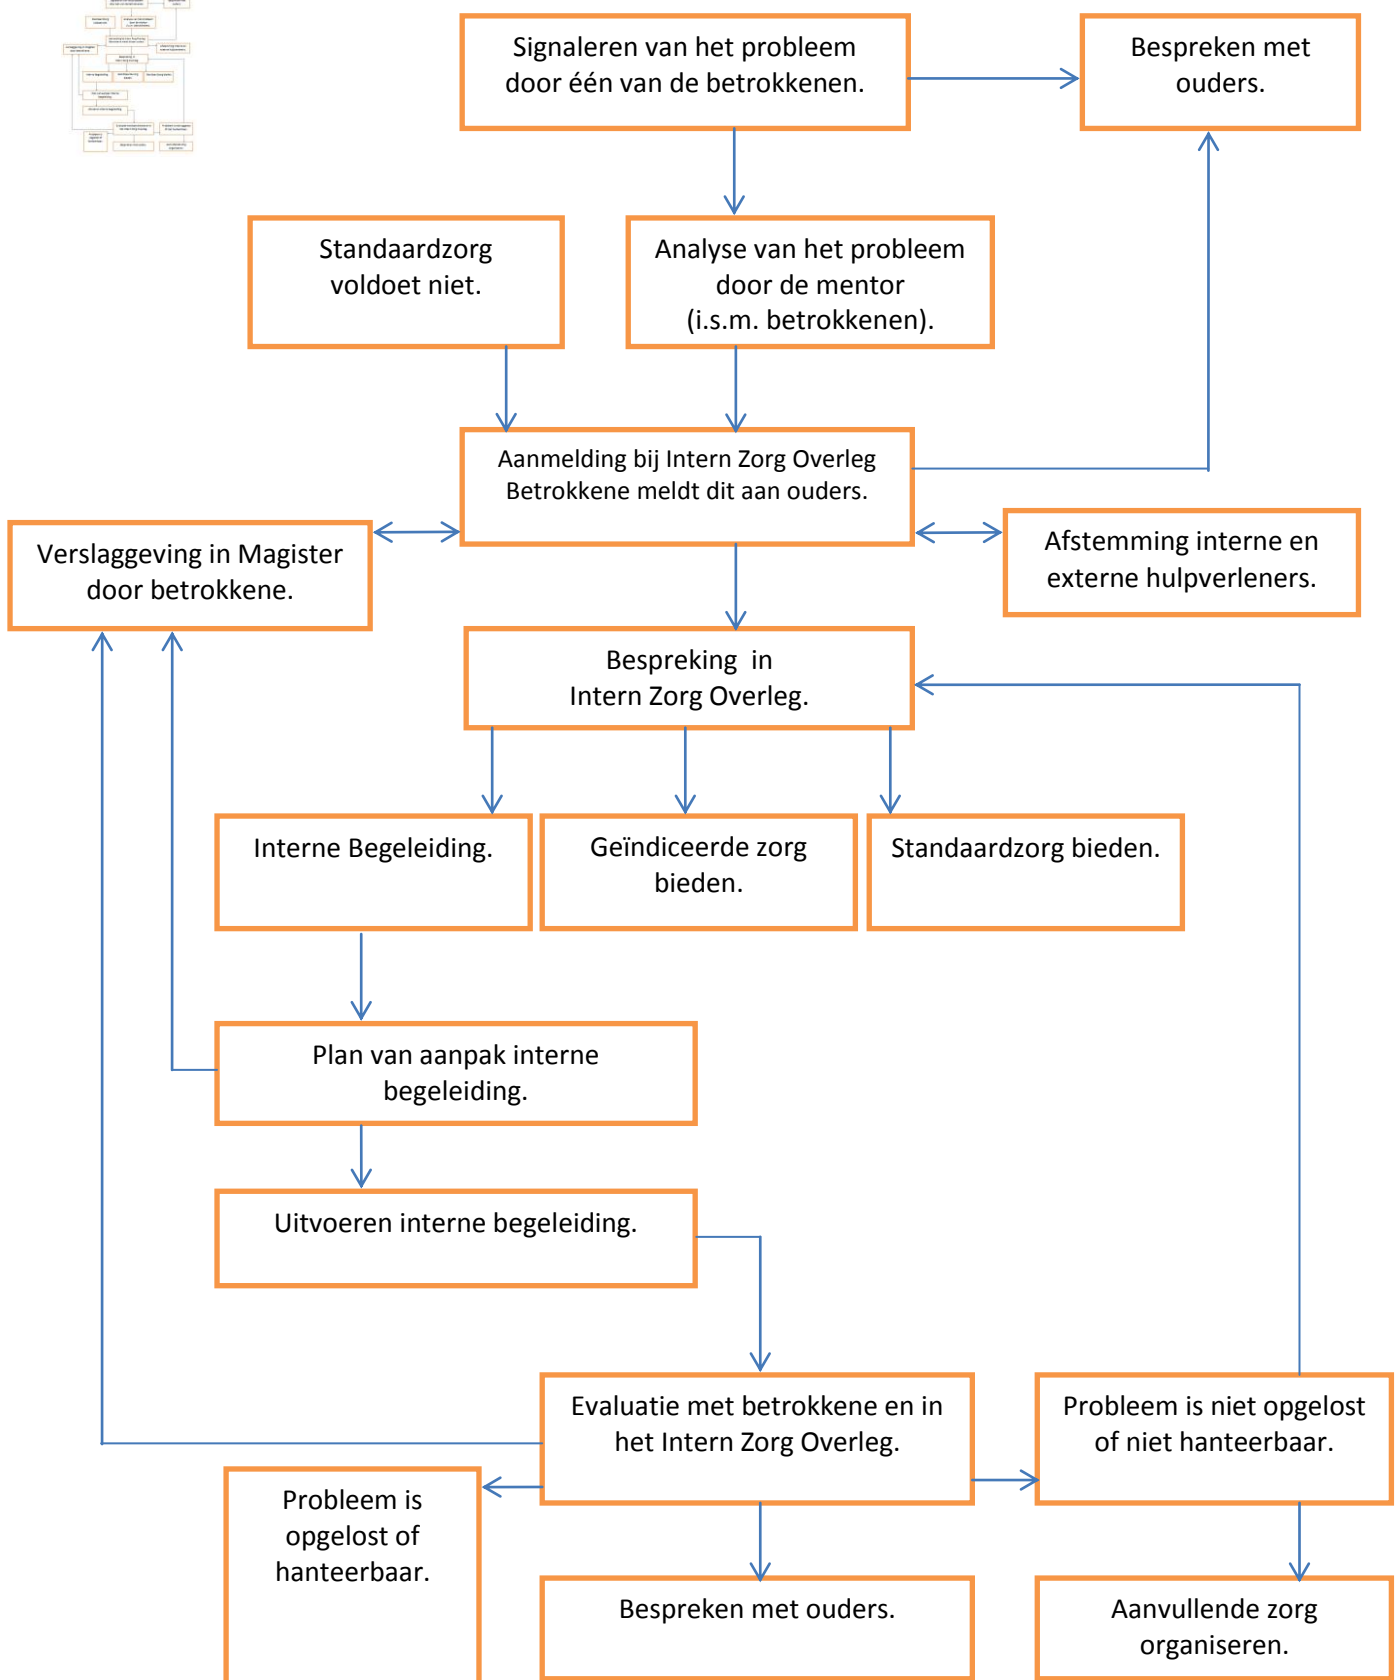 Signaleren van het probleem
door één van de betrokkenen.
Bespreken met
ouders.
Standaardzorg
voldoet niet.
Analyse van het probleem
door de mentor
(i.s.m. betrokkenen).
Aanmelding bij Intern Zorg Overleg
Betrokkene meldt dit aan ouders.
Verslaggeving in Magister
door betrokkene.
Afstemming interne en
externe hulpverleners.
Bespreking in
Intern Zorg Overleg.
Interne Begeleiding.
Geïndiceerde zorg
bieden.
Standaardzorg bieden.
Plan van aanpak interne
begeleiding.
Uitvoeren interne begeleiding.
Evaluatie met betrokkene en in
het Intern Zorg Overleg.
Probleem is niet opgelost
of niet hanteerbaar.
Probleem is
opgelost of
hanteerbaar.
Bespreken met ouders.
Aanvullende zorg
organiseren.